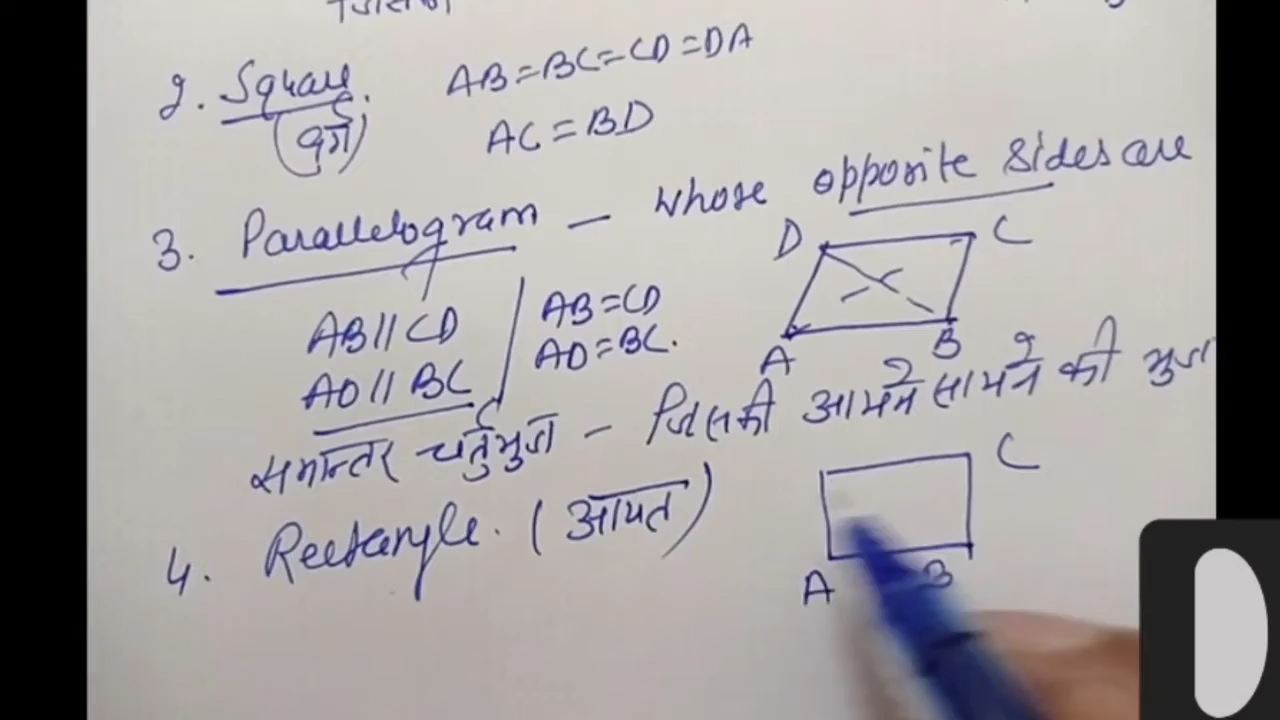 2. Square. AB=BC=CD=DA
(वर्ग) AC=BD
3. Parallelogram — whose opposite sides are
D C
AB//CD AB=CD
AD//BC AD=BC.
A B
समान्तर चर्तुभुज – जिसकी आमने सामने की भुजा
4. Rectangle. (आयत)
C
A B